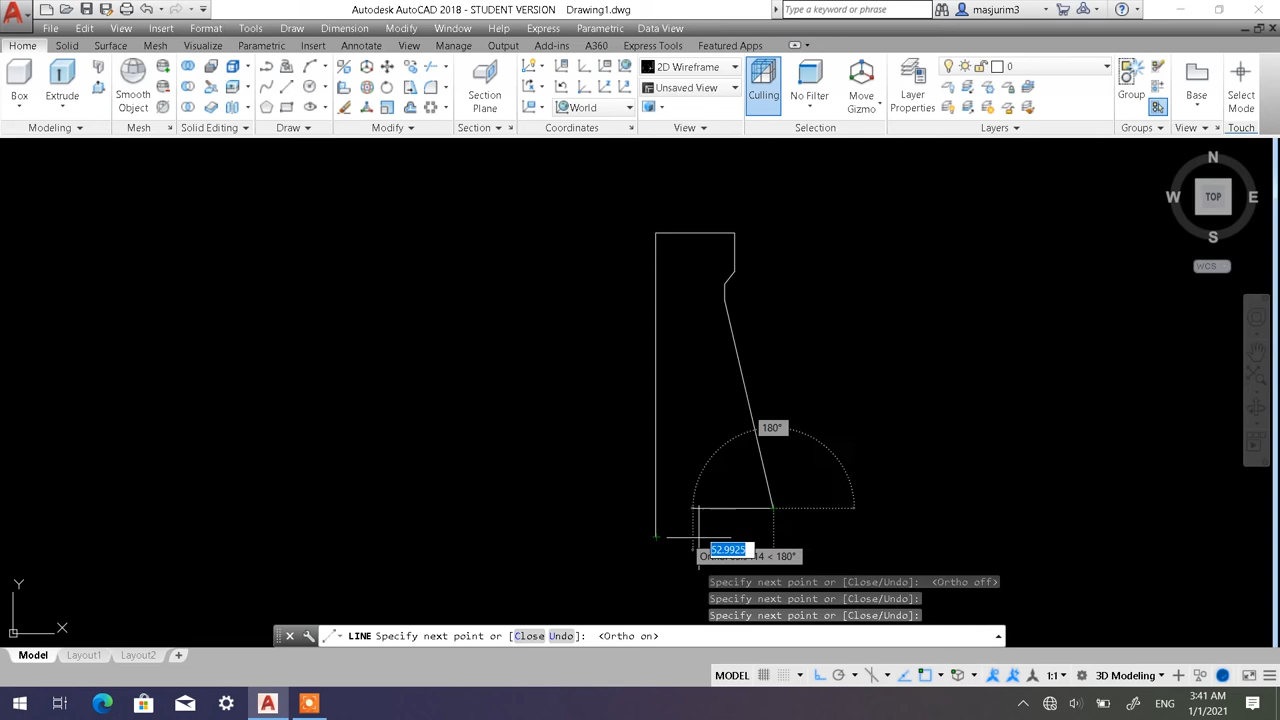 Autodesk AutoCAD 2018 - STUDENT VERSION Drawing1.dwg
Type a keyword or phrase
masjurim3
File Edit View Insert Format Tools Draw Dimension Modify Window Help Express Parametric Data View
Home Solid Surface Mesh Visualize Parametric Insert Annotate View Manage Output Add-ins A360 Express Tools Featured Apps
2D Wireframe
0
Unsaved View
World
Box
Extrude
Smooth Object
Section Plane
Culling
No Filter
Move Gizmo
Layer Properties
Group
Base
Select Mode
Modeling Mesh Solid Editing Draw Modify Section Coordinates View Selection Layers Groups View Touch
N
W TOP E
S
WCS
180°
52.9925
14 < 180°
Specify next point or [Close/Undo]: <Ortho off>
Specify next point or [Close/Undo]:
Specify next point or [Close/Undo]:
Y
X
LINE Specify next point or [Close Undo]: <Ortho on>
Model Layout1 Layout2 +
MODEL 1:1 3D Modeling
ENG
3:41 AM
1/1/2021